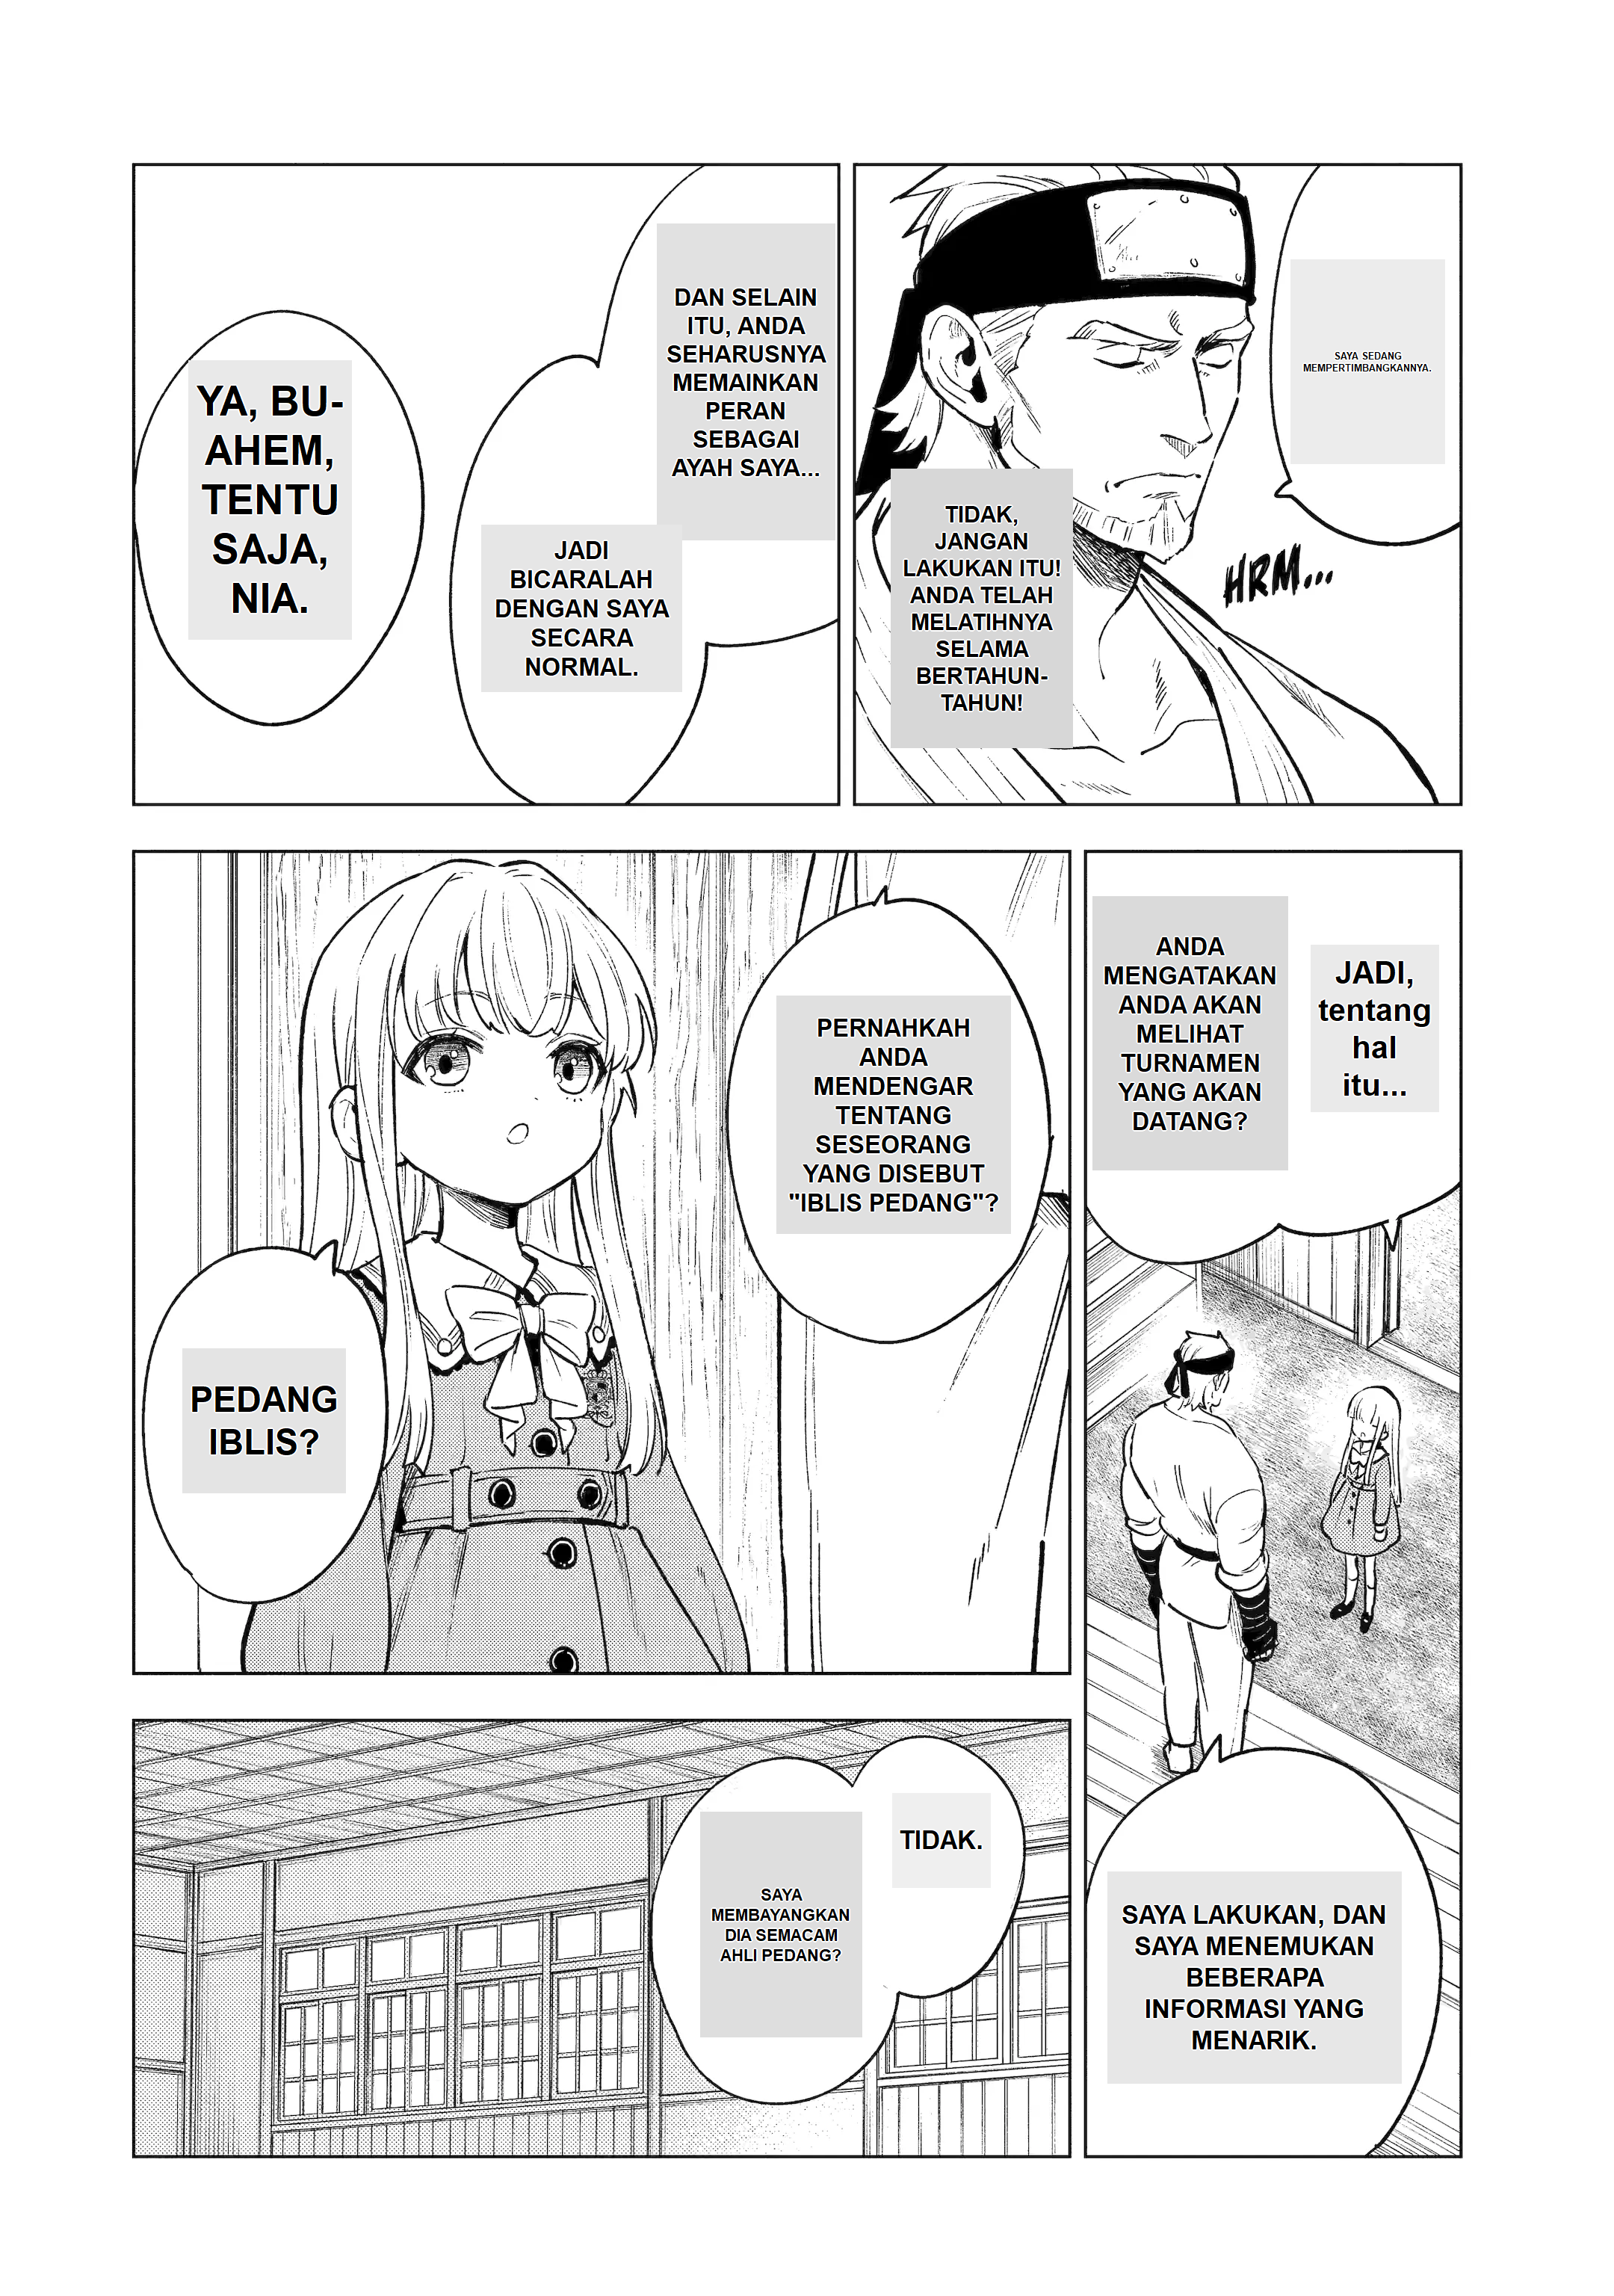 SAYA SEDANG
MEMPERTIMBANGKANNYA.
HRM...
TIDAK,
JANGAN
LAKUKAN ITU!
ANDA TELAH
MELATIHNYA
SELAMA
BERTAHUN-
TAHUN!
DAN SELAIN
ITU, ANDA
SEHARUSNYA
MEMAINKAN
PERAN
SEBAGAI
AYAH SAYA...
JADI
BICARALAH
DENGAN SAYA
SECARA
NORMAL.
YA, BU-
AHEM,
TENTU
SAJA,
NIA.
JADI,
tentang
hal
itu...
ANDA
MENGATAKAN
ANDA AKAN
MELIHAT
TURNAMEN
YANG AKAN
DATANG?
SAYA LAKUKAN, DAN
SAYA MENEMUKAN
BEBERAPA
INFORMASI YANG
MENARIK.
PERNAHKAH
ANDA
MENDENGAR
TENTANG
SESEORANG
YANG DISEBUT
"IBLIS PEDANG"?
PEDANG
IBLIS?
TIDAK.
SAYA
MEMBAYANGKAN
DIA SEMACAM
AHLI PEDANG?